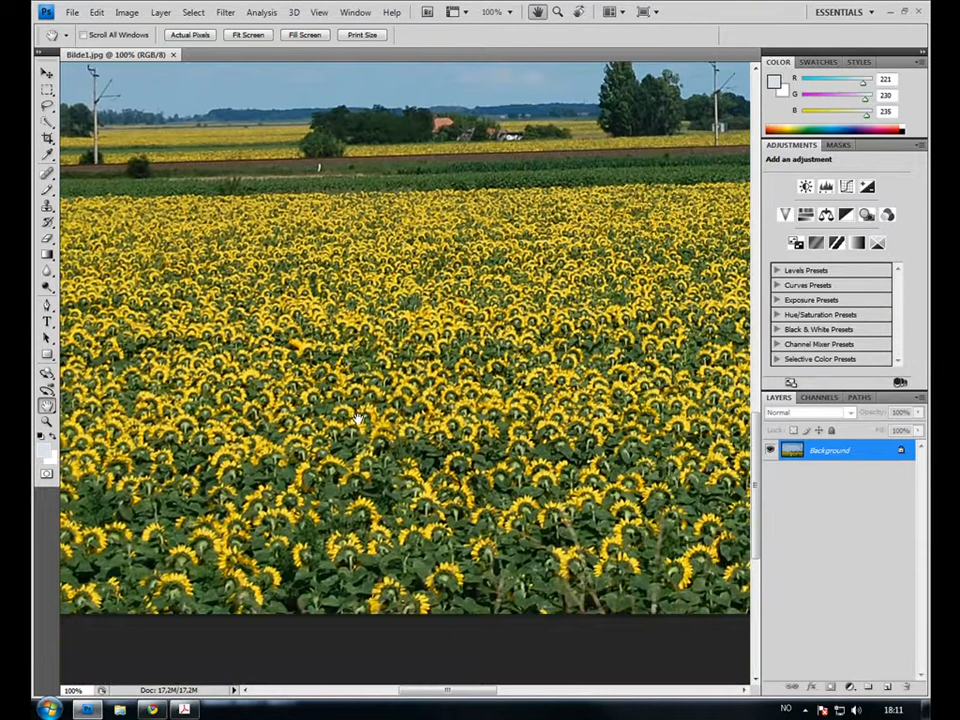 Ps File Edit Image Layer Select Filter Analysis 3D View Window Help Br 100% ESSENTIALS
Scroll All Windows Actual Pixels Fit Screen Fill Screen Print Size
Bilde1.jpg @ 100% (RGB/8)
COLOR SWATCHES STYLES
R 221
G 230
B 235
ADJUSTMENTS MASKS
Add an adjustment
Levels Presets
Curves Presets
Exposure Presets
Hue/Saturation Presets
Black & White Presets
Channel Mixer Presets
Selective Color Presets
LAYERS CHANNELS PATHS
Normal Opacity: 100%
Lock: Fill: 100%
Background
100% Doc: 17,2M/17,2M
NO 18:11